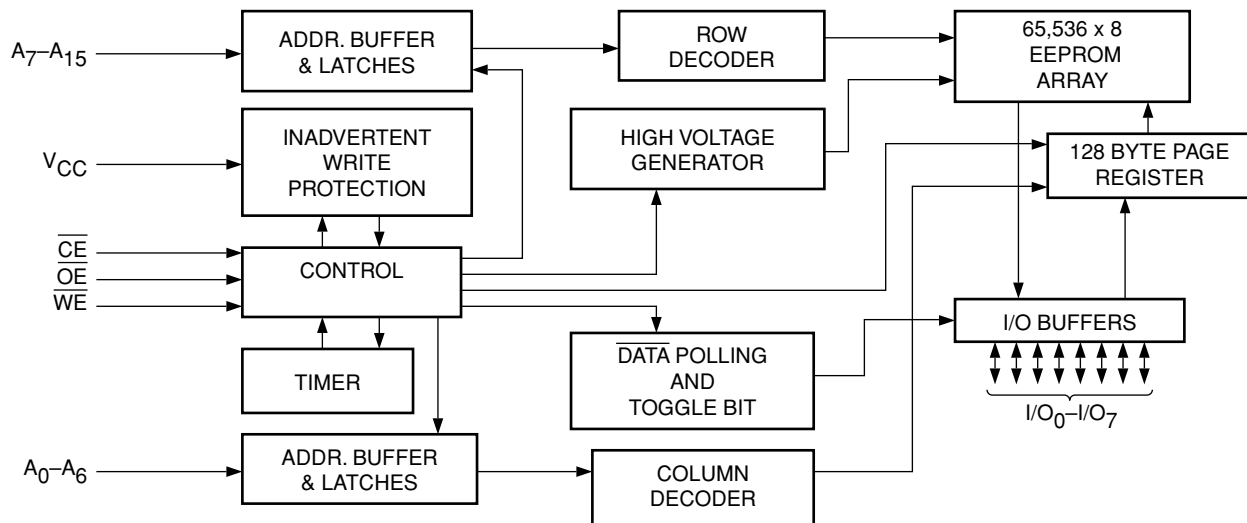 A7–A15
ADDR. BUFFER
& LATCHES
ROW
DECODER
65,536 x 8
EEPROM
ARRAY
VCC
INADVERTENT
WRITE
PROTECTION
HIGH VOLTAGE
GENERATOR
128 BYTE PAGE
REGISTER
CE
OE
WE
CONTROL
TIMER
DATA POLLING
AND
TOGGLE BIT
I/O BUFFERS
I/O0–I/O7
A0–A6
ADDR. BUFFER
& LATCHES
COLUMN
DECODER